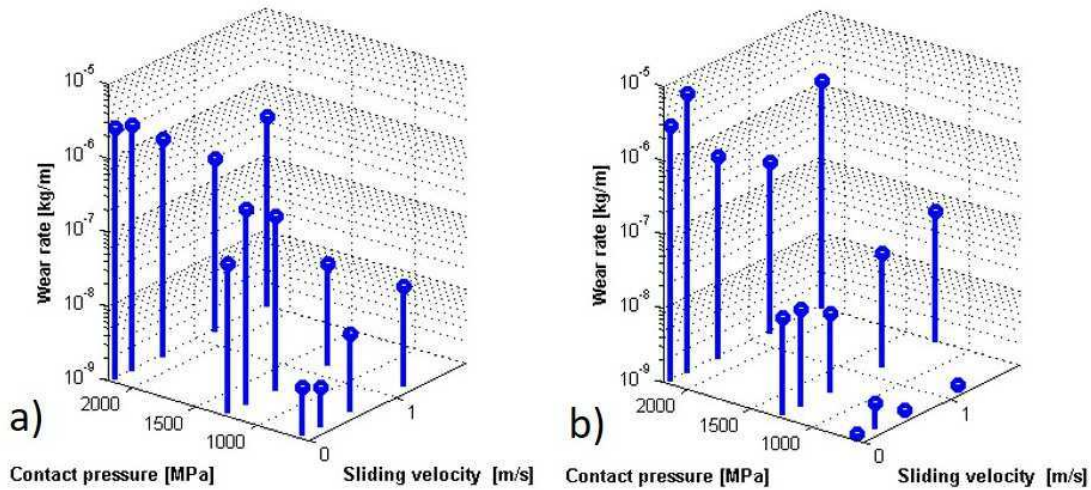 10-5
10-6
10-7
10-8
10-9
Wear rate [kg/m]
2000
1500
1000
0
1
a)
Contact pressure [MPa]
Sliding velocity [m/s]
10-5
10-6
10-7
10-8
10-9
Wear rate [kg/m]
2000
1500
1000
0
1
b)
Contact pressure [MPa]
Sliding velocity [m/s]